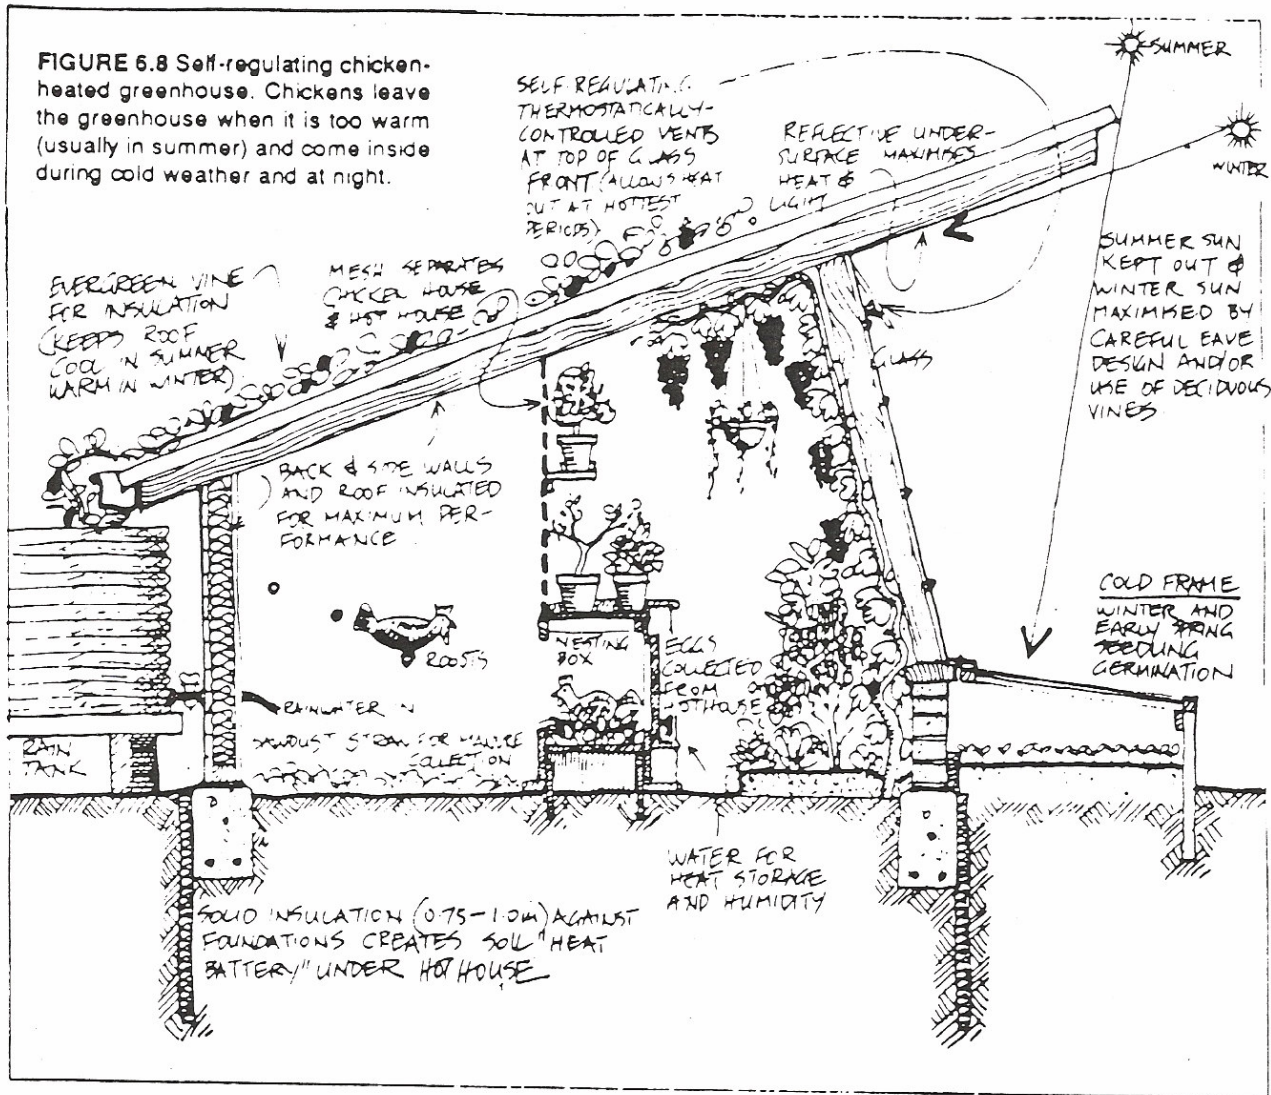 FIGURE 6.8 Self-regulating chicken-
heated greenhouse. Chickens leave
the greenhouse when it is too warm
(usually in summer) and come inside
during cold weather and at night.
SELF REGULATING
THERMOSTATICALLY-
CONTROLLED VENTS
AT TOP OF GLASS
FRONT (ALLOWS HEAT
OUT AT HOTTEST
PERIODS)
REFLECTIVE UNDER-
SURFACE MAXIMISES
HEAT &
LIGHT
SUMMER
WINTER
EVERGREEN VINE
FOR INSULATION
(KEEPS ROOF
COOL IN SUMMER
WARM IN WINTER)
MESH SEPARATES
CHICKEN HOUSE
& HOT HOUSE
SUMMER SUN
KEPT OUT &
WINTER SUN
MAXIMISED BY
CAREFUL EAVE
DESIGN AND/OR
USE OF DECIDUOUS
VINES
GLASS
BACK & SIDE WALLS
AND ROOF INSULATED
FOR MAXIMUM PER-
FORMANCE
COLD FRAME
WINTER AND
EARLY SPRING
SEEDLING
GERMINATION
ROOSTS
NESTING
BOX
EGGS
COLLECTED
FROM
HOTHOUSE
RAINWATER IN
SAWDUST STRAW FOR MANURE
COLLECTION
RAIN
TANK
WATER FOR
HEAT STORAGE
AND HUMIDITY
SOLID INSULATION (0.75-1.0M) AGAINST
FOUNDATIONS CREATES SOIL "HEAT
BATTERY" UNDER HOT HOUSE